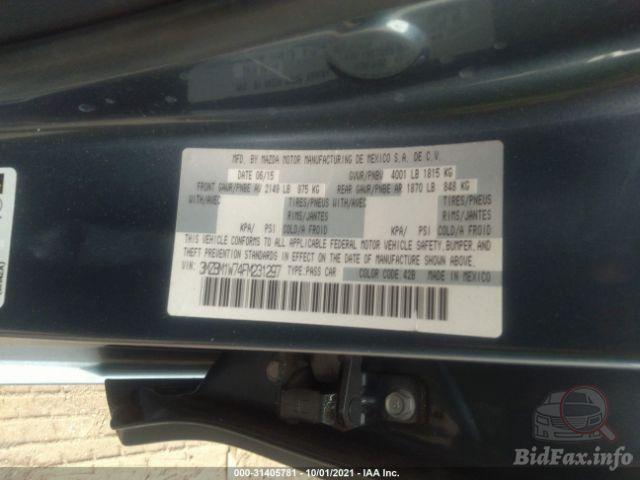 MFD. BY MAZDA MOTOR MANUFACTURING DE MEXICO S.A. DE C.V.
DATE 06/15 GVWR/PNBV 4001 LB 1815 KG
FRONT GAWR/PNBE AV 2149 LB 975 KG REAR GAWR/PNBE AR 1870 LB 848 KG
WITH/AVEC TIRES/PNEUS WITH/AVEC TIRES/PNEUS
RIMS/JANTES RIMS/JANTES
KPA/ PSI COLD/A FROID KPA/ PSI COLD/A FROID
THIS VEHICLE CONFORMS TO ALL APPLICABLE FEDERAL MOTOR VEHICLE SAFETY, BUMPER, AND
THEFT PREVENTION STANDARDS IN EFFECT ON THE DATE OF MANUFACTURE SHOWN ABOVE.
VIN: 3MZBM1W74FM231297 TYPE: PASS CAR COLOR CODE 42B MADE IN MEXICO
000-31405781 - 10/01/2021 - IAA Inc.
BidFax.info